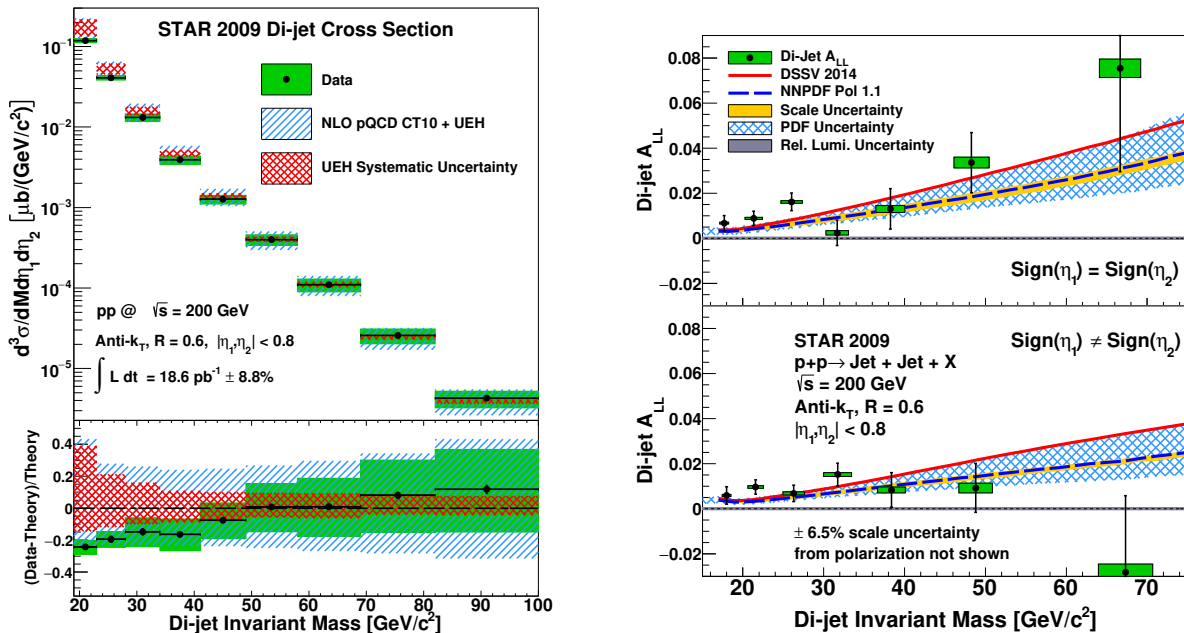 STAR 2009 Di-jet Cross Section
Data
NLO pQCD CT10 + UEH
UEH Systematic Uncertainty
d³σ/dMdη₁dη₂ [μb/(GeV/c²)]
10⁻¹
10⁻²
10⁻³
10⁻⁴
10⁻⁵
pp @ √s = 200 GeV
Anti-k_T, R = 0.6, |η₁,η₂| < 0.8
∫ L dt = 18.6 pb⁻¹ ± 8.8%
(Data-Theory)/Theory
0.4
0.2
0
−0.2
−0.4
20 30 40 50 60 70 80 90 100
Di-jet Invariant Mass [GeV/c²]
Di-Jet A_LL
DSSV 2014
NNPDF Pol 1.1
Scale Uncertainty
PDF Uncertainty
Rel. Lumi. Uncertainty
Di-jet A_LL
0.08
0.06
0.04
0.02
0
−0.02
Sign(η₁) = Sign(η₂)
STAR 2009
p+p→ Jet + Jet + X
√s = 200 GeV
Anti-k_T, R = 0.6
|η₁,η₂| < 0.8
Sign(η₁) ≠ Sign(η₂)
Di-jet A_LL
0.08
0.06
0.04
0.02
0
−0.02
± 6.5% scale uncertainty
from polarization not shown
20 30 40 50 60 70
Di-jet Invariant Mass [GeV/c²]